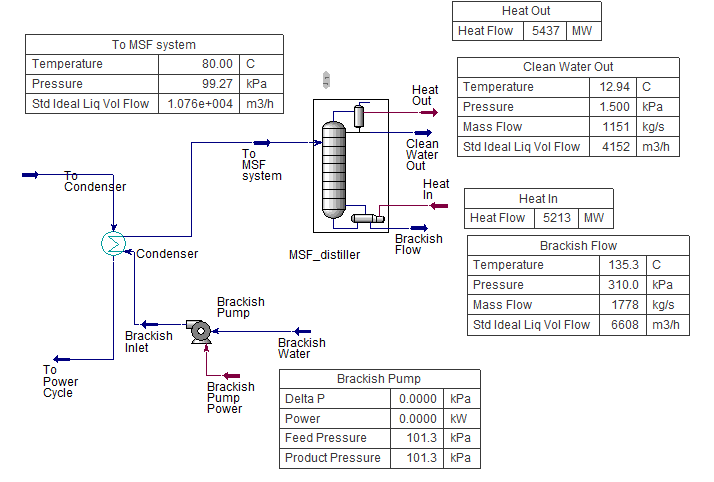 Heat Out
Heat Flow 5437 MW
To MSF system
Temperature 80.00 C
Pressure 99.27 kPa
Std Ideal Liq Vol Flow 1.076e+004 m3/h
Clean Water Out
Temperature 12.94 C
Pressure 1.500 kPa
Mass Flow 1151 kg/s
Std Ideal Liq Vol Flow 4152 m3/h
Heat
Out
Clean
Water
Out
To
MSF
system
To
Condenser
Heat
In
Heat In
Heat Flow 5213 MW
Condenser
MSF_distiller
Brackish
Flow
Brackish Flow
Temperature 135.3 C
Pressure 310.0 kPa
Mass Flow 1778 kg/s
Std Ideal Liq Vol Flow 6608 m3/h
Brackish
Pump
Brackish
Inlet
Brackish
Water
To
Power
Cycle
Brackish
Pump
Power
Brackish Pump
Delta P 0.0000 kPa
Power 0.0000 kW
Feed Pressure 101.3 kPa
Product Pressure 101.3 kPa